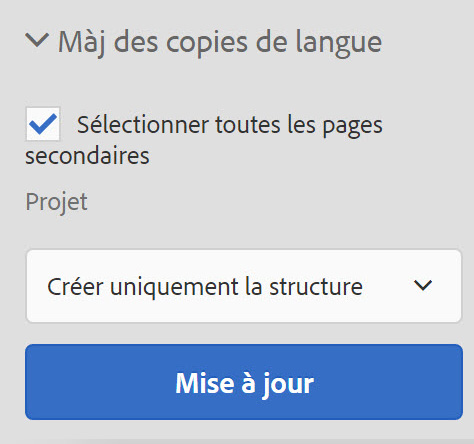 Màj des copies de langue
Sélectionner toutes les pages
secondaires
Projet
Créer uniquement la structure
Mise à jour